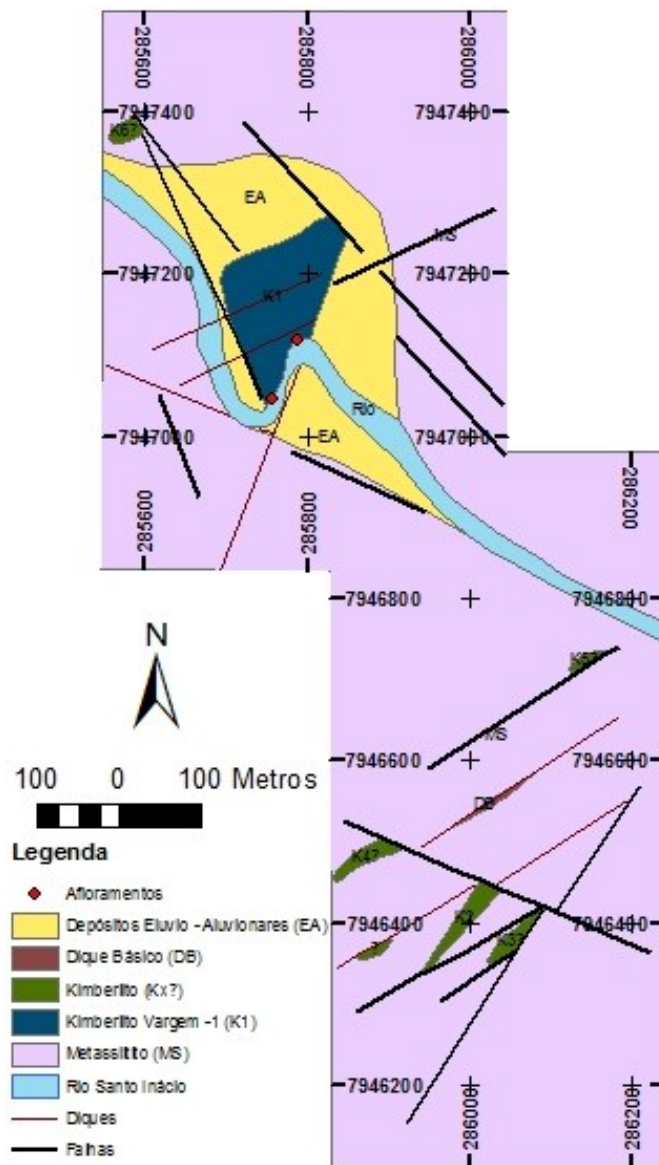 285600
285800
286000
7947400
7947400
K6?
EA
MS
7947200
7947200
K1
Rio
7947000
7947000
EA
285600
285800
286200
7946800
7946800
N
K5?
MS
7946600
7946600
100 0 100 Metros
DB
Legenda
K4?
Afloramentos
7946400
7946400
K2
K3?
?
Depósitos Eluvio -Aluvionares (EA)
Dique Básico (DB)
Kimberlito (Kx?)
Kimberlito Vargem -1 (K1)
Metassiltito (MS)
Rio Santo Inácio
7946200
7946200
Diques
Falhas
286000
286200